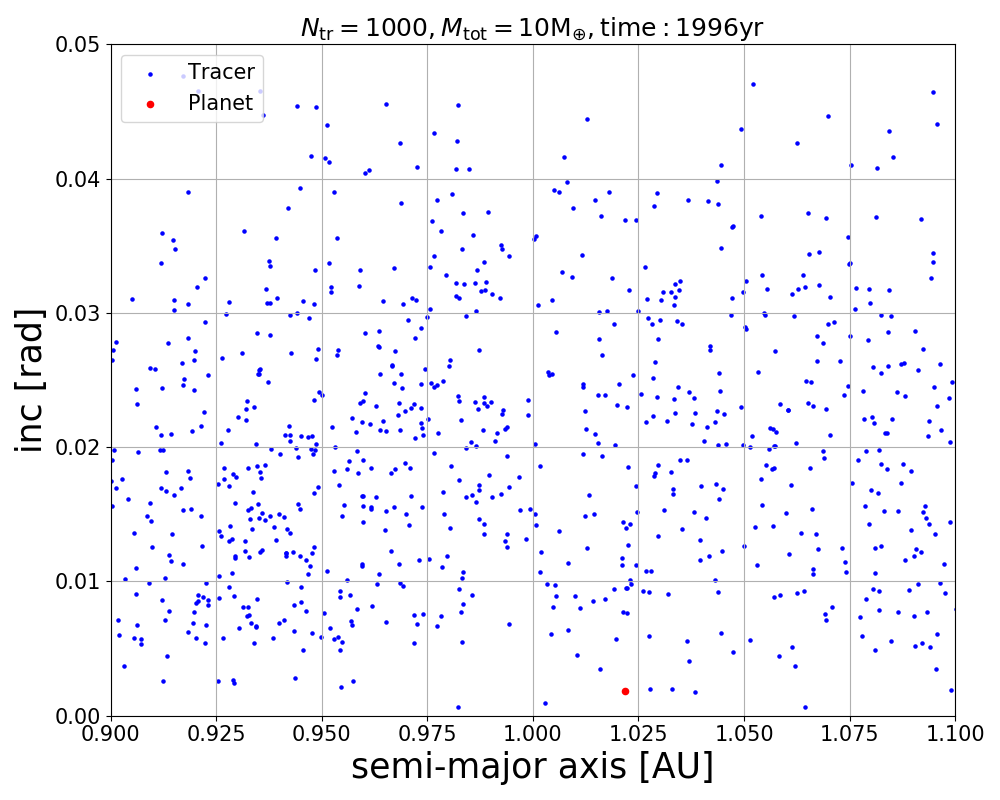 N_tr = 1000, M_tot = 10M_⊕, time : 1996yr
Tracer
Planet
inc [rad]
0.05
0.04
0.03
0.02
0.01
0.00
0.900 0.925 0.950 0.975 1.000 1.025 1.050 1.075 1.100
semi-major axis [AU]